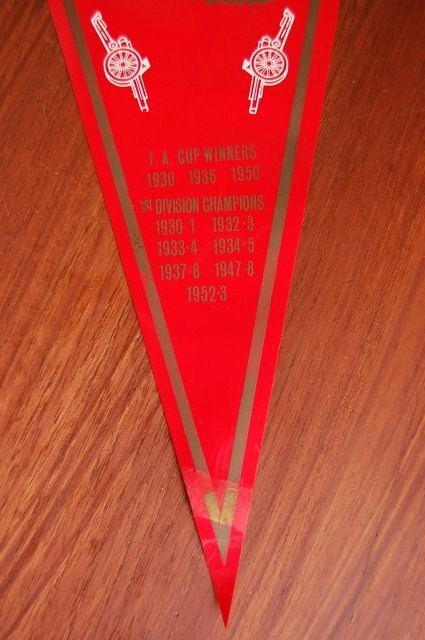 F. A. CUP WINNERS
1930 1936 1950
1ST DIVISION CHAMPIONS
1930·1 1932·3
1933·4 1934·5
1937·8 1947·8
1952·3